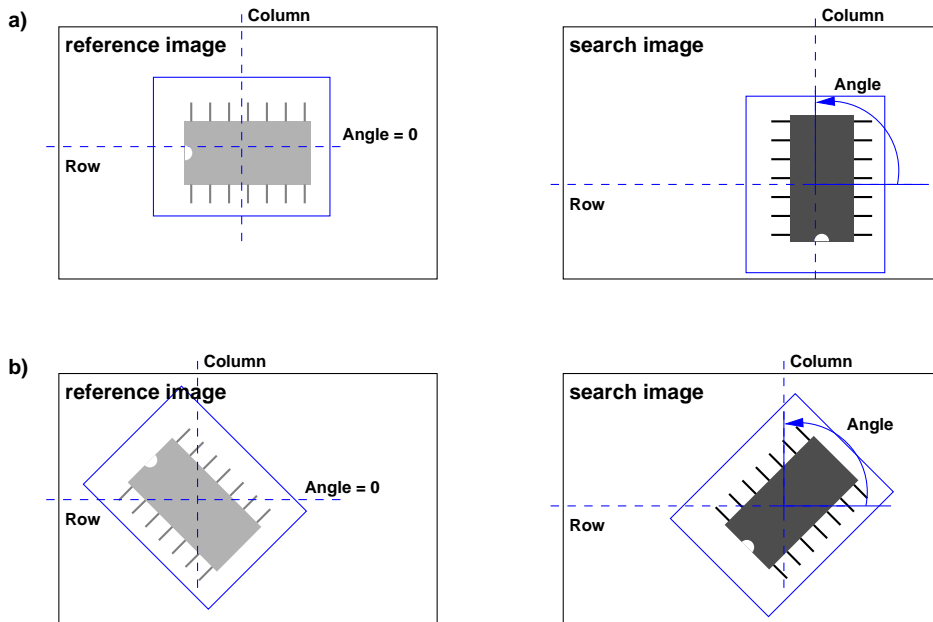 a)
Column
reference image
Angle = 0
Row
Column
search image
Angle
Row
b)
Column
reference image
Angle = 0
Row
Column
search image
Angle
Row